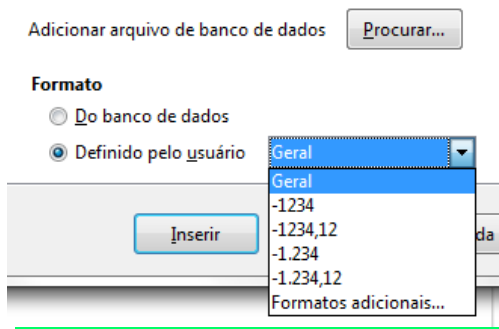 Adicionar arquivo de banco de dados Procurar...
Formato
Do banco de dados
Definido pelo usuário Geral
Geral
-1234
-1234,12
Inserir da
-1.234
-1.234,12
Formatos adicionais...